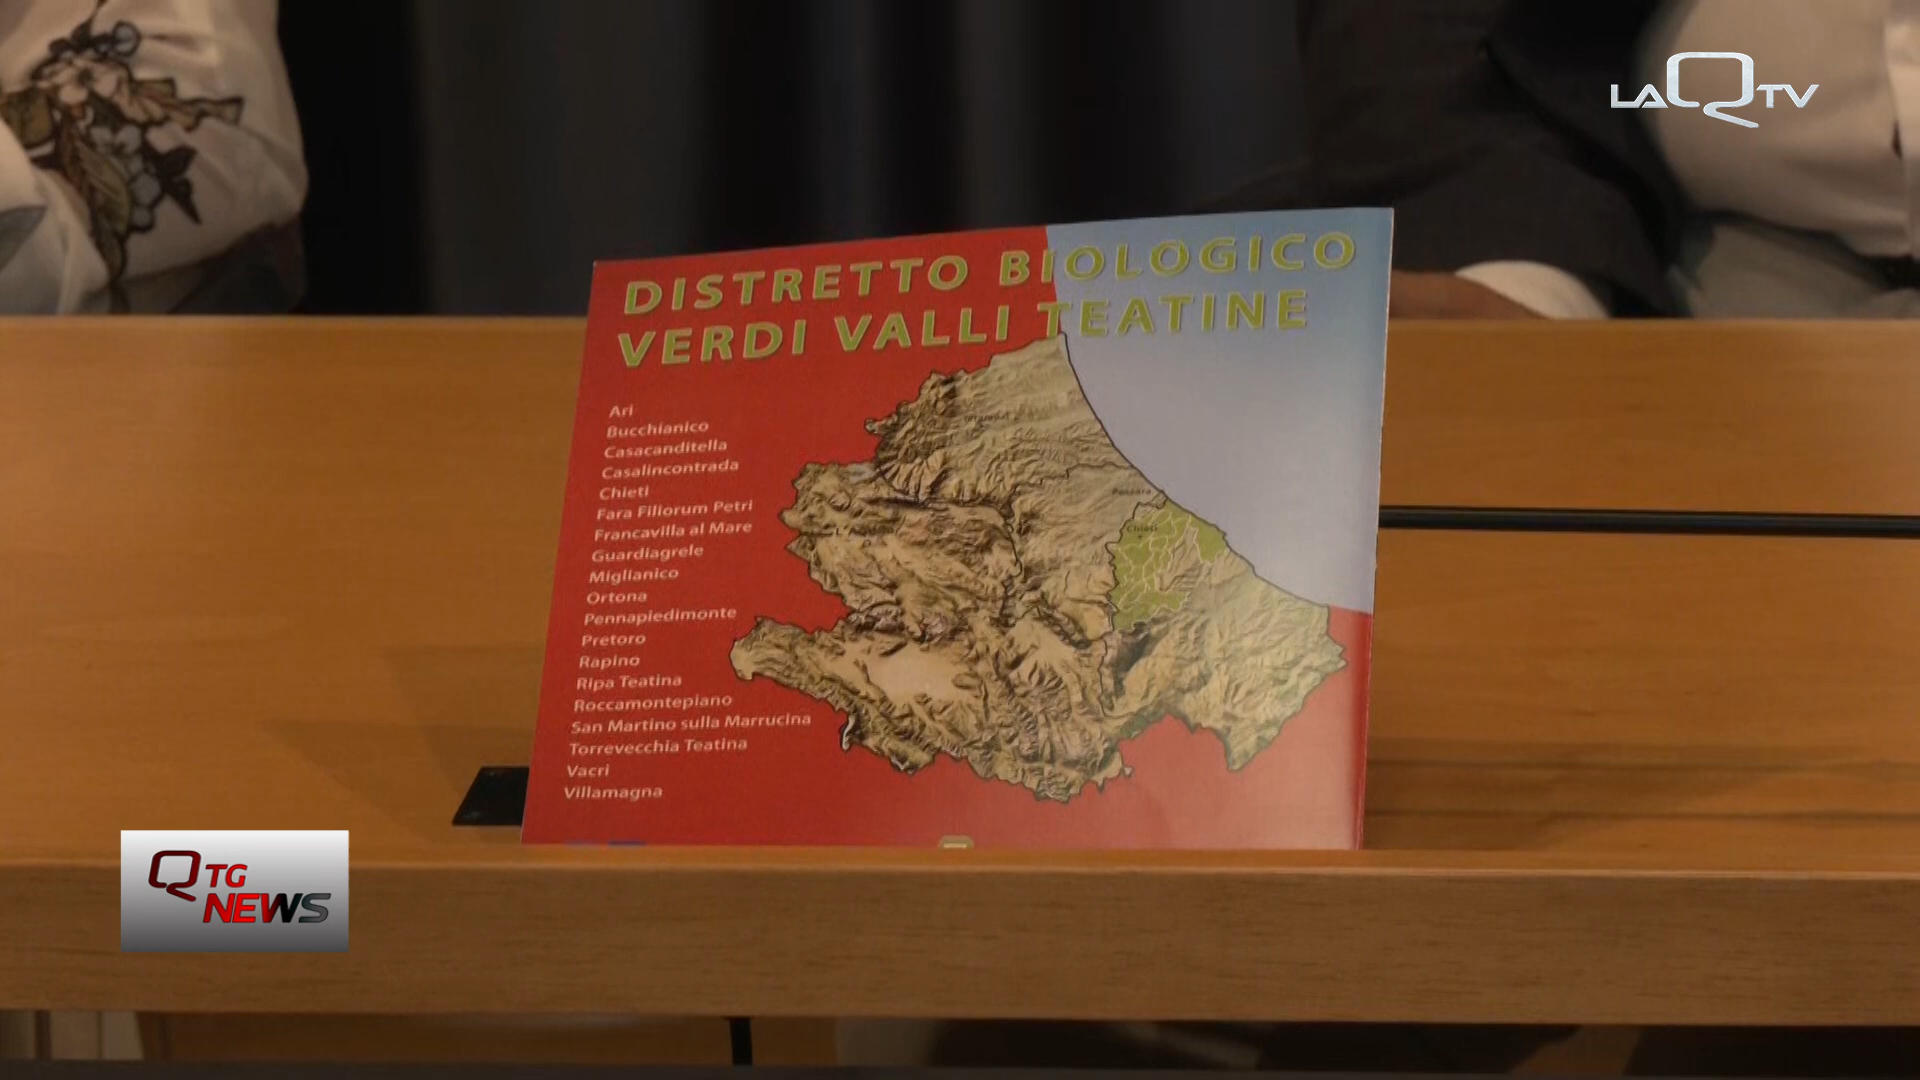 LAQTV
DISTRETTO BIOLOGICO
VERDI VALLI TEATINE
Ari
Bucchianico
Casacanditella
Casalincontrada
Chieti
Fara Filiorum Petri
Francavilla al Mare
Guardiagrele
Miglianico
Ortona
Pennapiedimonte
Pretoro
Rapino
Ripa Teatina
Roccamontepiano
San Martino sulla Marrucina
Torrevecchia Teatina
Vacri
Villamagna
Pescara
Chieti
Q TG
NEWS